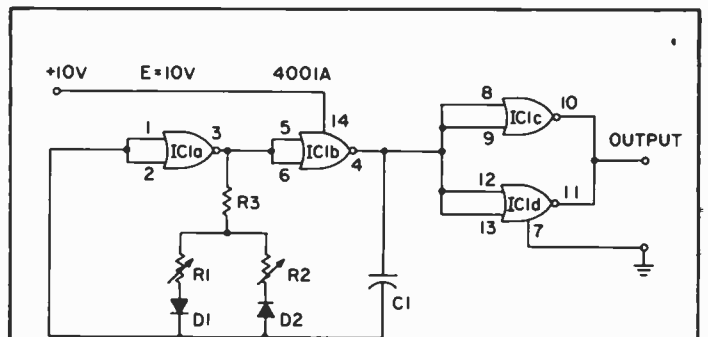 +10V E=10V 4001A
8 10
1 3 5 14 IC1c
IC1a IC1b 9 OUTPUT
2 6 4
12 11
R3 IC1d
13 7
R1 R2
C1
D1 D2